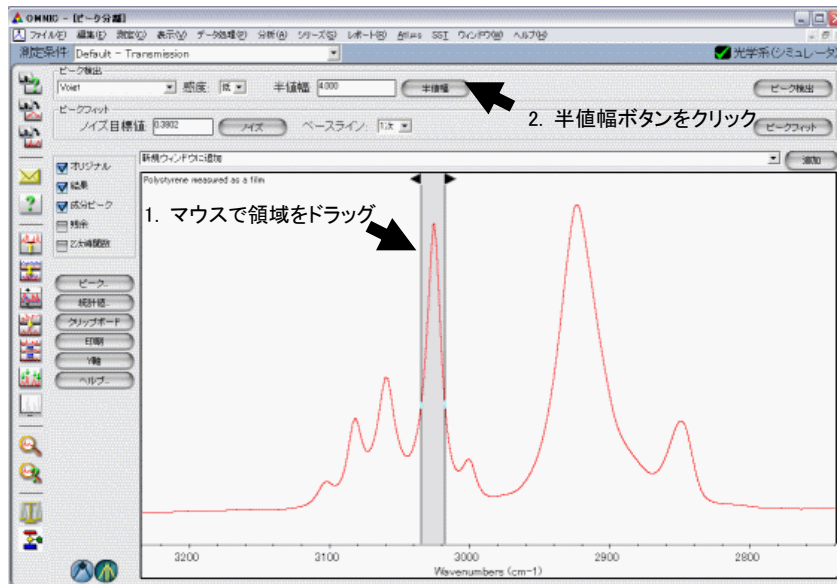 OMNIC - [ピーク分離]
ファイル(F) 編集(E) 測定(C) 表示(V) データ処理(P) 分析(A) シリーズ(S) レポート(R) Atlμs SST ウィンドウ(W) ヘルプ(H)
測定条件 Default - Transmission 光学系(シミュレータ)
ピーク検出
Voigt 感度: 低 半値幅 4.000 半値幅 ピーク検出
2. 半値幅ボタンをクリック
ピークフィット
ノイズ目標値: 0.3902 ノイズ ベースライン: 1次 ピークフィット
新規ウィンドウに追加 追加
オリジナル
結果
成分ピーク
残余
乙次導関数
Polystyrene measured as a film
1. マウスで領域をドラッグ
ピーク...
統計値...
クリップボード
印刷
Y軸
ヘルプ...
3200 3100 3000 2900 2800
Wavenumbers (cm-1)